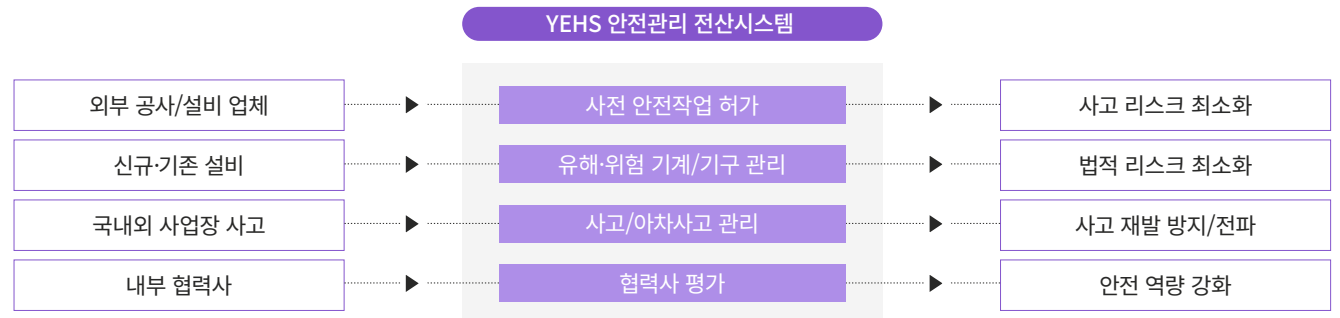 YEHS 안전관리 전산시스템
외부 공사/설비 업체
사전 안전작업 허가
사고 리스크 최소화
신규·기존 설비
유해·위험 기계/기구 관리
법적 리스크 최소화
국내외 사업장 사고
사고/아차사고 관리
사고 재발 방지/전파
내부 협력사
협력사 평가
안전 역량 강화